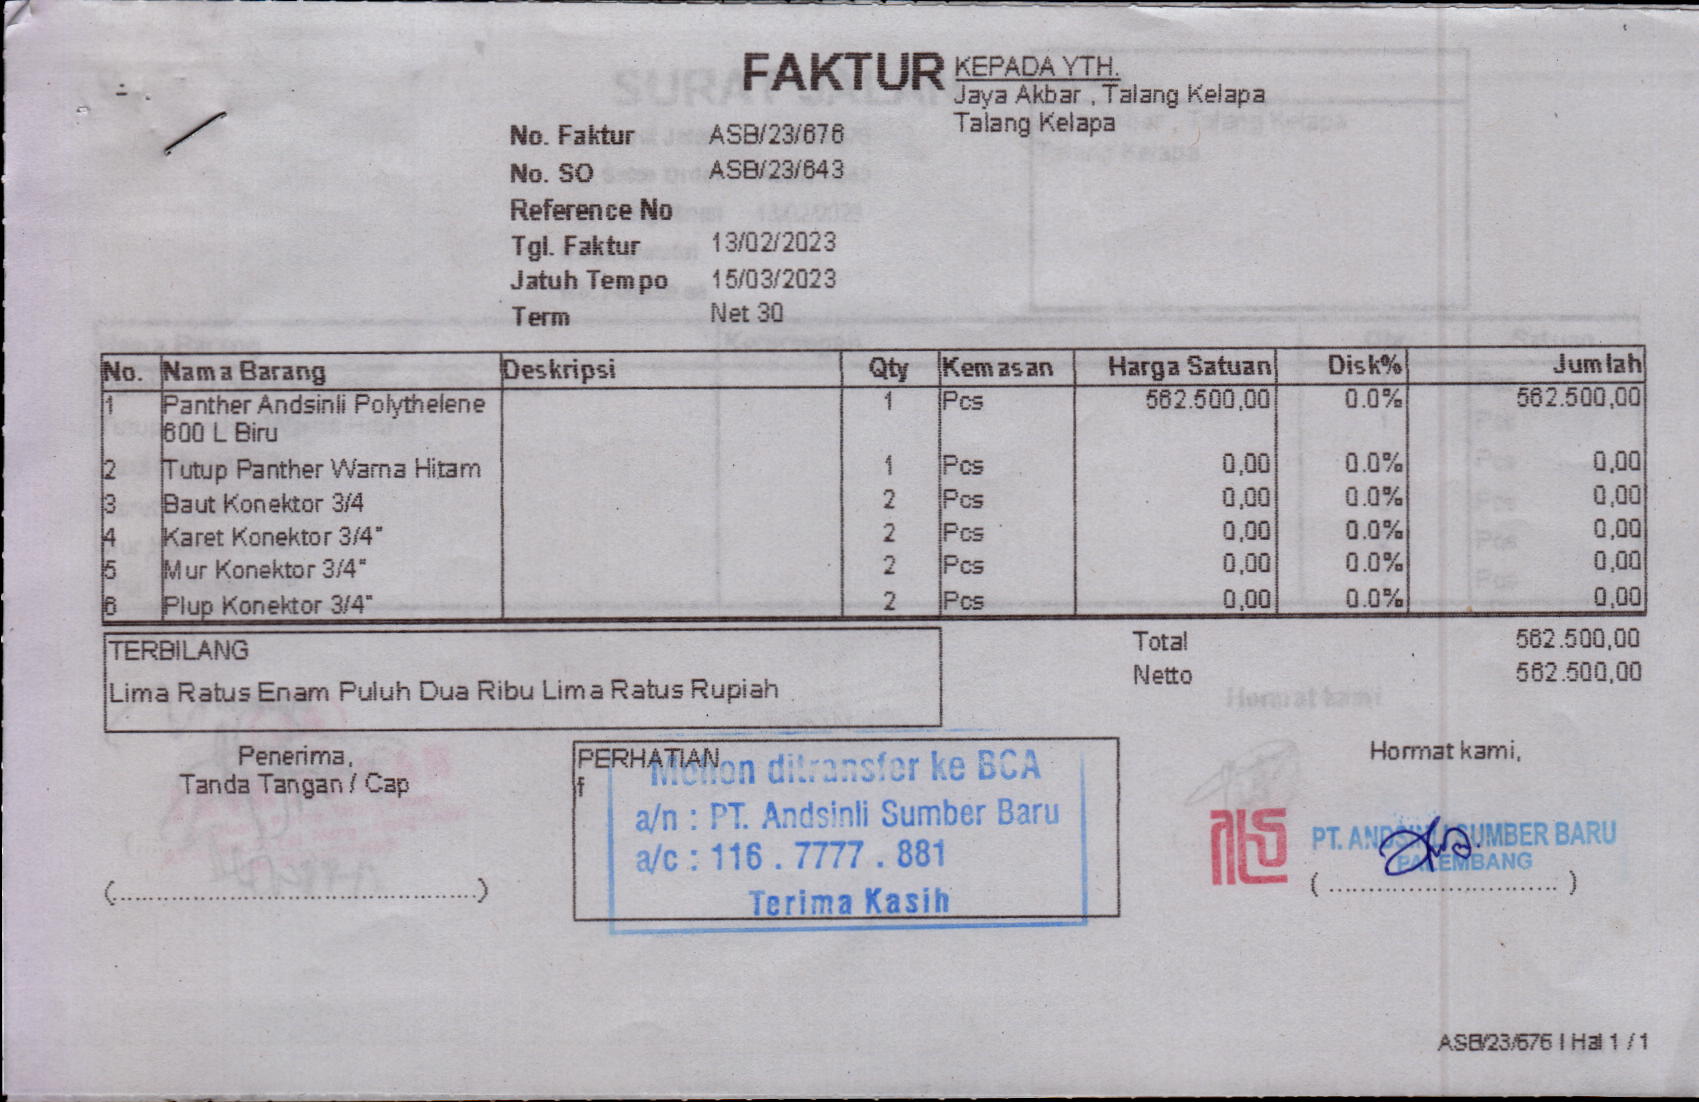 FAKTUR
KEPADA YTH.
Jaya Akbar , Talang Kelapa
Talang Kelapa
No. Faktur ASB/23/676
No. SO ASB/23/643
Reference No
Tgl. Faktur 13/02/2023
Jatuh Tempo 15/03/2023
Term Net 30
No. Nama Barang Deskripsi Qty Kemasan Harga Satuan Disk% Jumlah
1 Panther Andsinli Polythelene 1 Pcs 562.500,00 0.0% 562.500,00
600 L Biru
2 Tutup Panther Warna Hitam 1 Pcs 0,00 0.0% 0,00
3 Baut Konektor 3/4 2 Pcs 0,00 0.0% 0,00
4 Karet Konektor 3/4" 2 Pcs 0,00 0.0% 0,00
5 Mur Konektor 3/4" 2 Pcs 0,00 0.0% 0,00
6 Plup Konektor 3/4" 2 Pcs 0,00 0.0% 0,00
TERBILANG
Lima Ratus Enam Puluh Dua Ribu Lima Ratus Rupiah
Total 562.500,00
Netto 562.500,00
Penerima,
Tanda Tangan / Cap
(................................................)
PERHATIAN
f
Mohon ditransfer ke BCA
a/n : PT. Andsinli Sumber Baru
a/c : 116 . 7777 . 881
Terima Kasih
Hormat kami,
PT. ANDSINLI SUMBER BARU
PALEMBANG
( .............................. )
ASB/23/676 | Hal 1 / 1